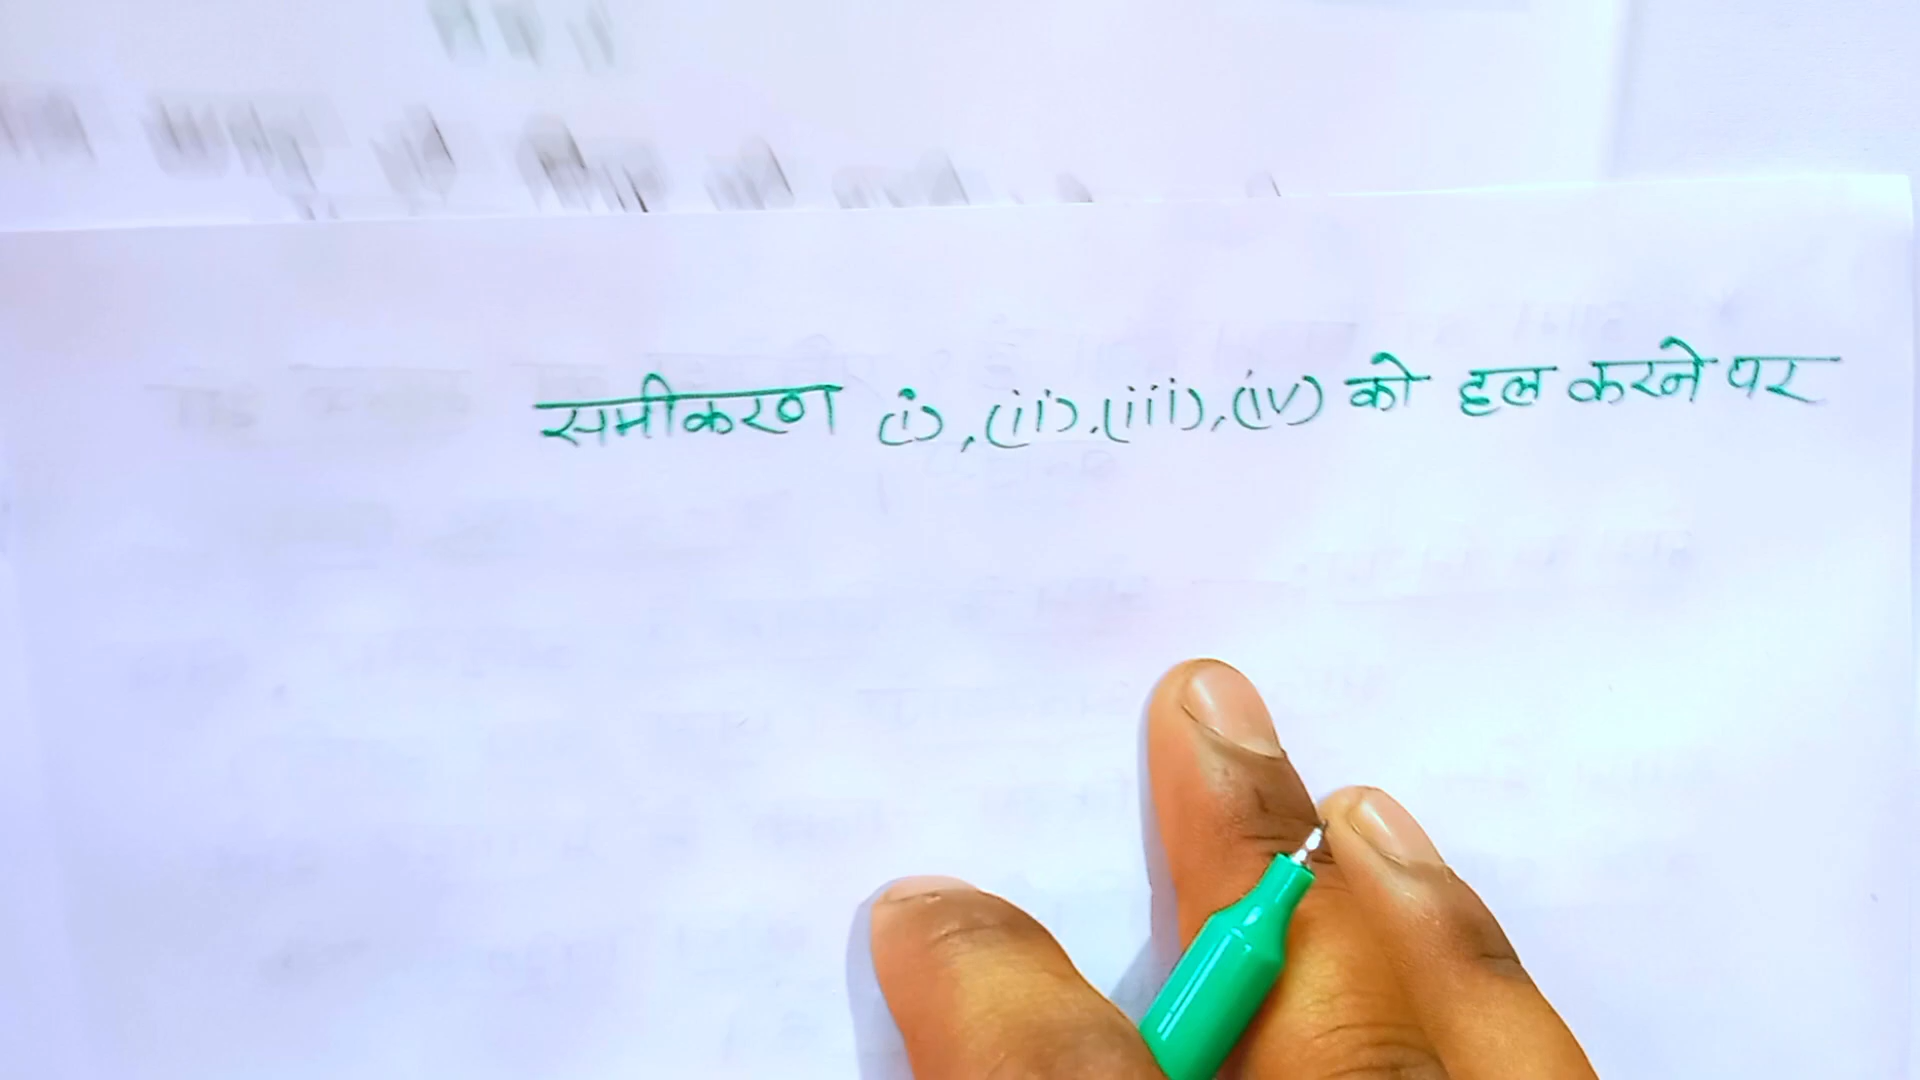 समीकरण (i), (ii), (iii), (iv) को हल करने पर